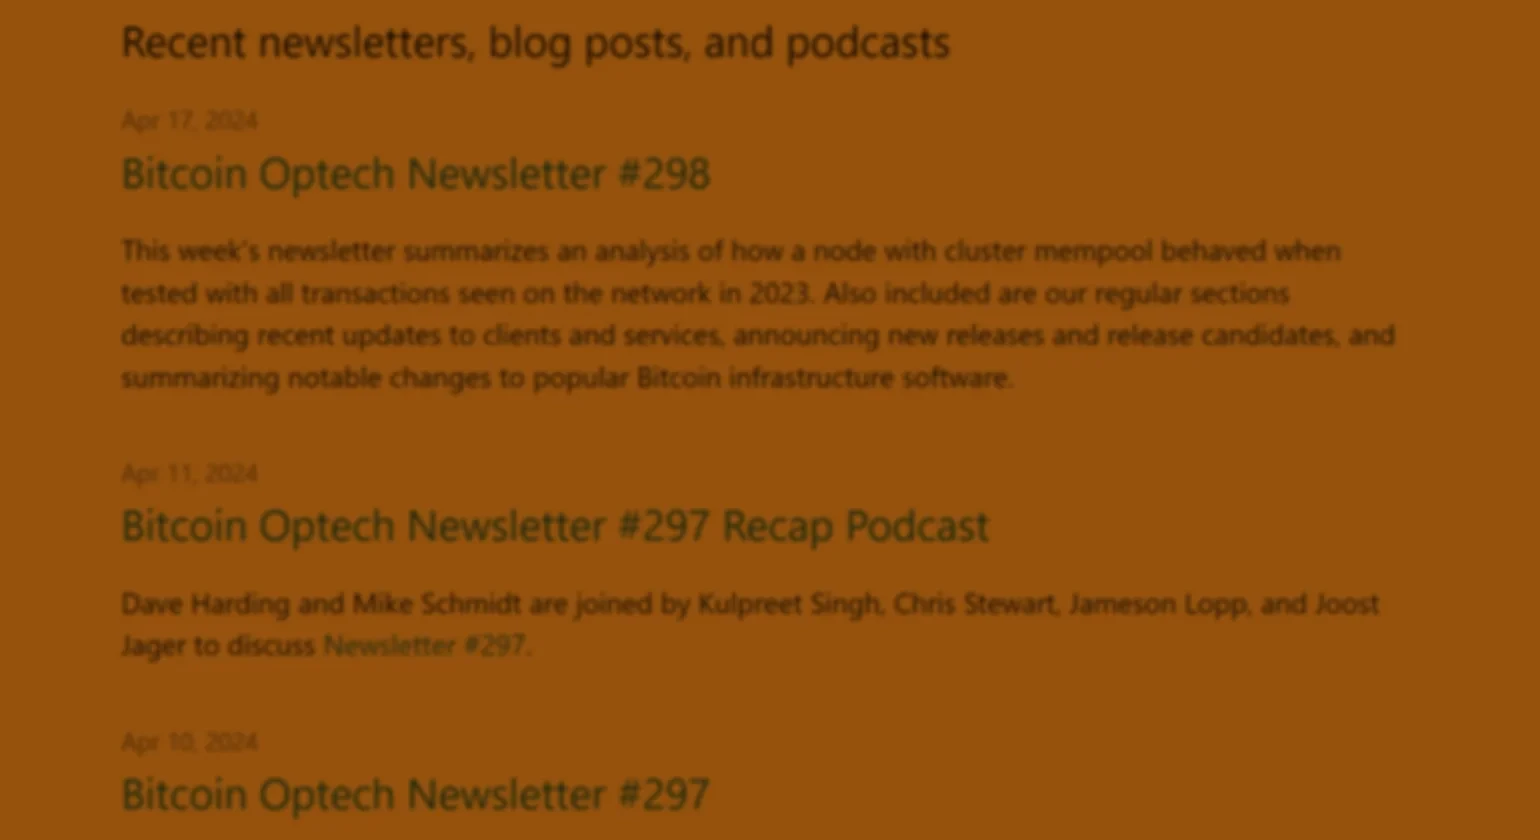 Recent newsletters, blog posts, and podcasts
Apr 17, 2024
Bitcoin Optech Newsletter #298
This week's newsletter summarizes an analysis of how a node with cluster mempool behaved when
tested with all transactions seen on the network in 2023. Also included are our regular sections
describing recent updates to clients and services, announcing new releases and release candidates, and
summarizing notable changes to popular Bitcoin infrastructure software.
Apr 11, 2024
Bitcoin Optech Newsletter #297 Recap Podcast
Dave Harding and Mike Schmidt are joined by Kulpreet Singh, Chris Stewart, Jameson Lopp, and Joost
Jager to discuss Newsletter #297.
Apr 10, 2024
Bitcoin Optech Newsletter #297